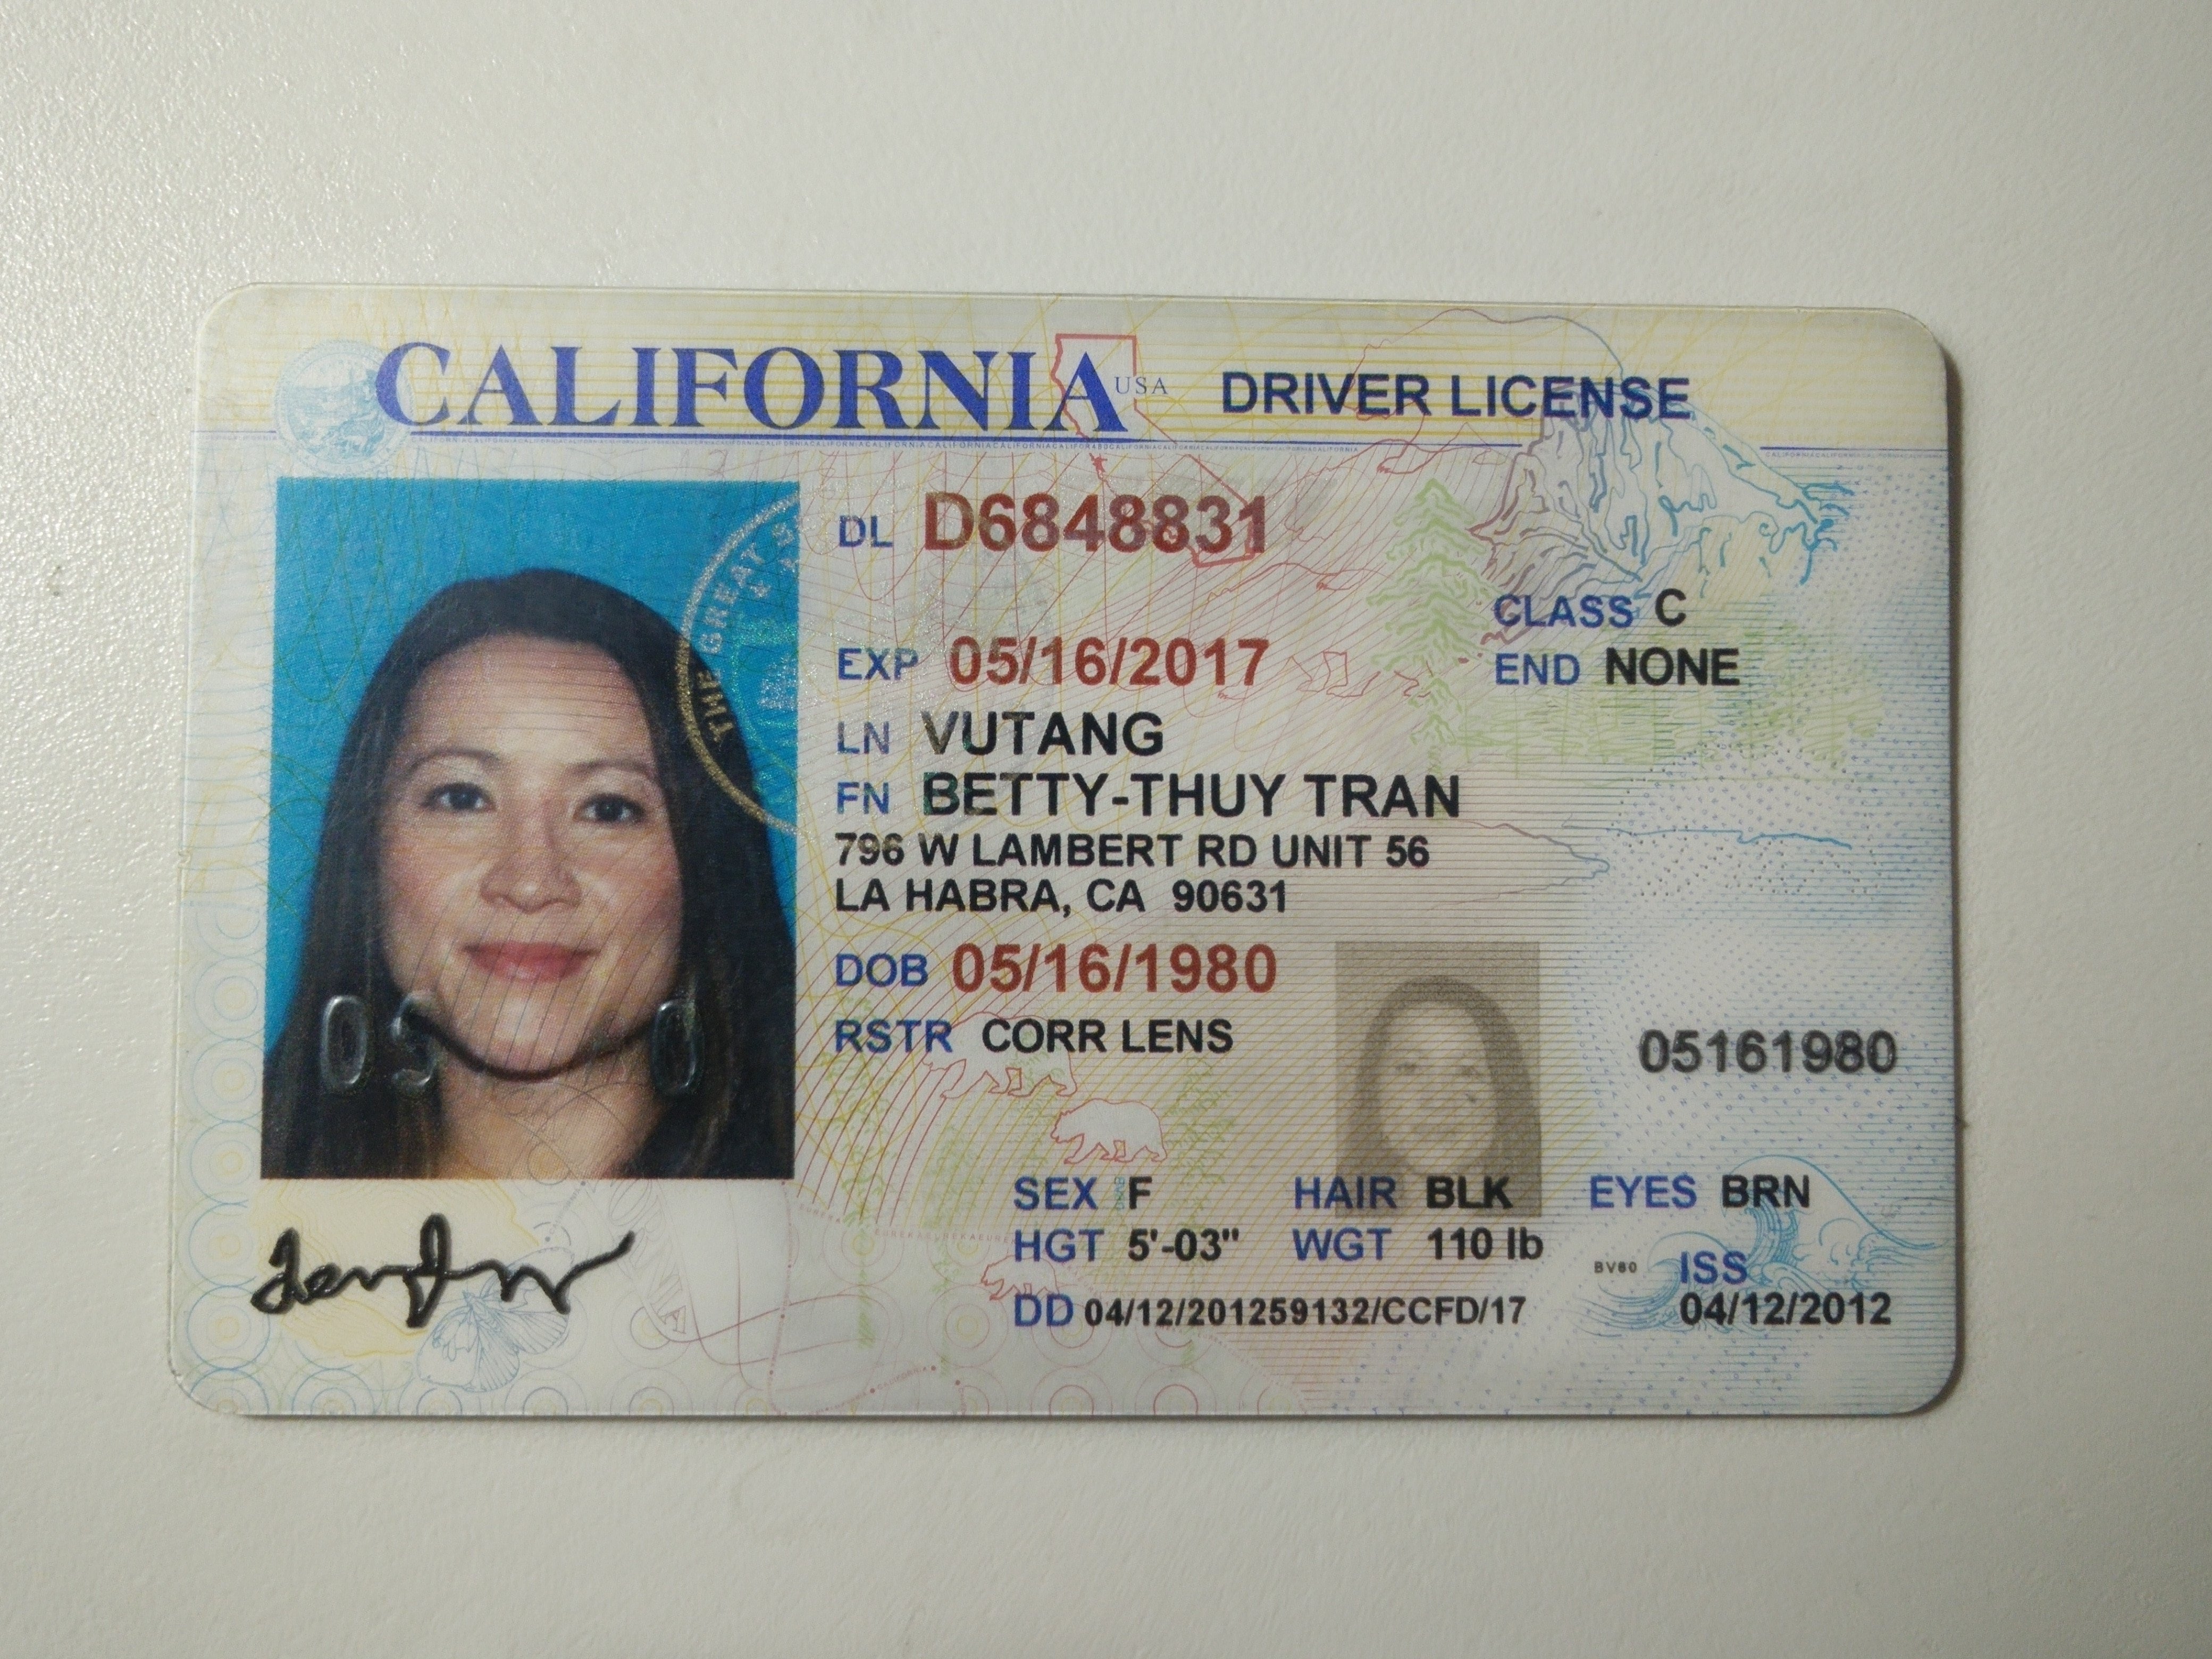 CALIFORNIA USA DRIVER LICENSE
DL D6848831
CLASS C
EXP 05/16/2017
END NONE
LN VUTANG
FN BETTY-THUY TRAN
796 W LAMBERT RD UNIT 56
LA HABRA, CA 90631
DOB 05/16/1980
RSTR CORR LENS
05161980
SEX F HAIR BLK EYES BRN
HGT 5'-03" WGT 110 lb
ISS
DD 04/12/201259132/CCFD/17
04/12/2012
THE GREAT S